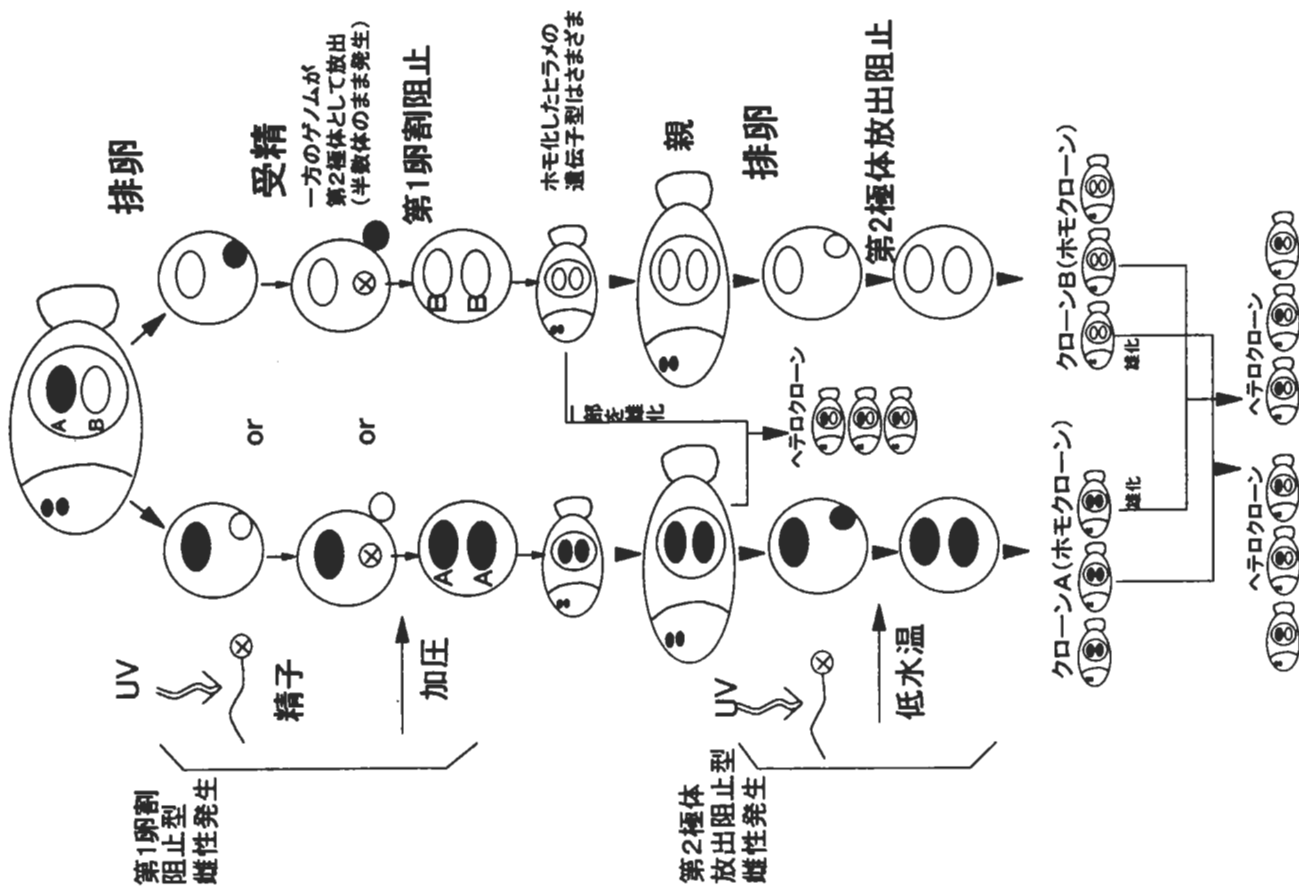 排卵
受精
一方のゲノムが
第2極体として放出
(半数体のまま発生)
第1卵割阻止
ホモ化したヒラメの
遺伝子型はさまざま
親
排卵
第2極体放出阻止
A
B
or
or
B
B
A
A
UV
精子
加圧
第1卵割
阻止型
雌性発生
一部を雄化
ヘテロクローン
UV
低水温
第2極体
放出阻止型
雌性発生
クローンA(ホモクローン)
クローンB(ホモクローン)
雄化
雄化
ヘテロクローン
ヘテロクローン